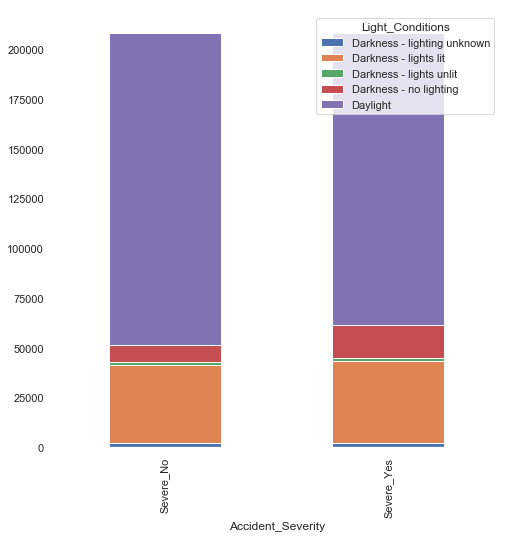 Light_Conditions
Darkness - lighting unknown
Darkness - lights lit
Darkness - lights unlit
Darkness - no lighting
Daylight
200000
175000
150000
125000
100000
75000
50000
25000
0
Severe_No
Severe_Yes
Accident_Severity